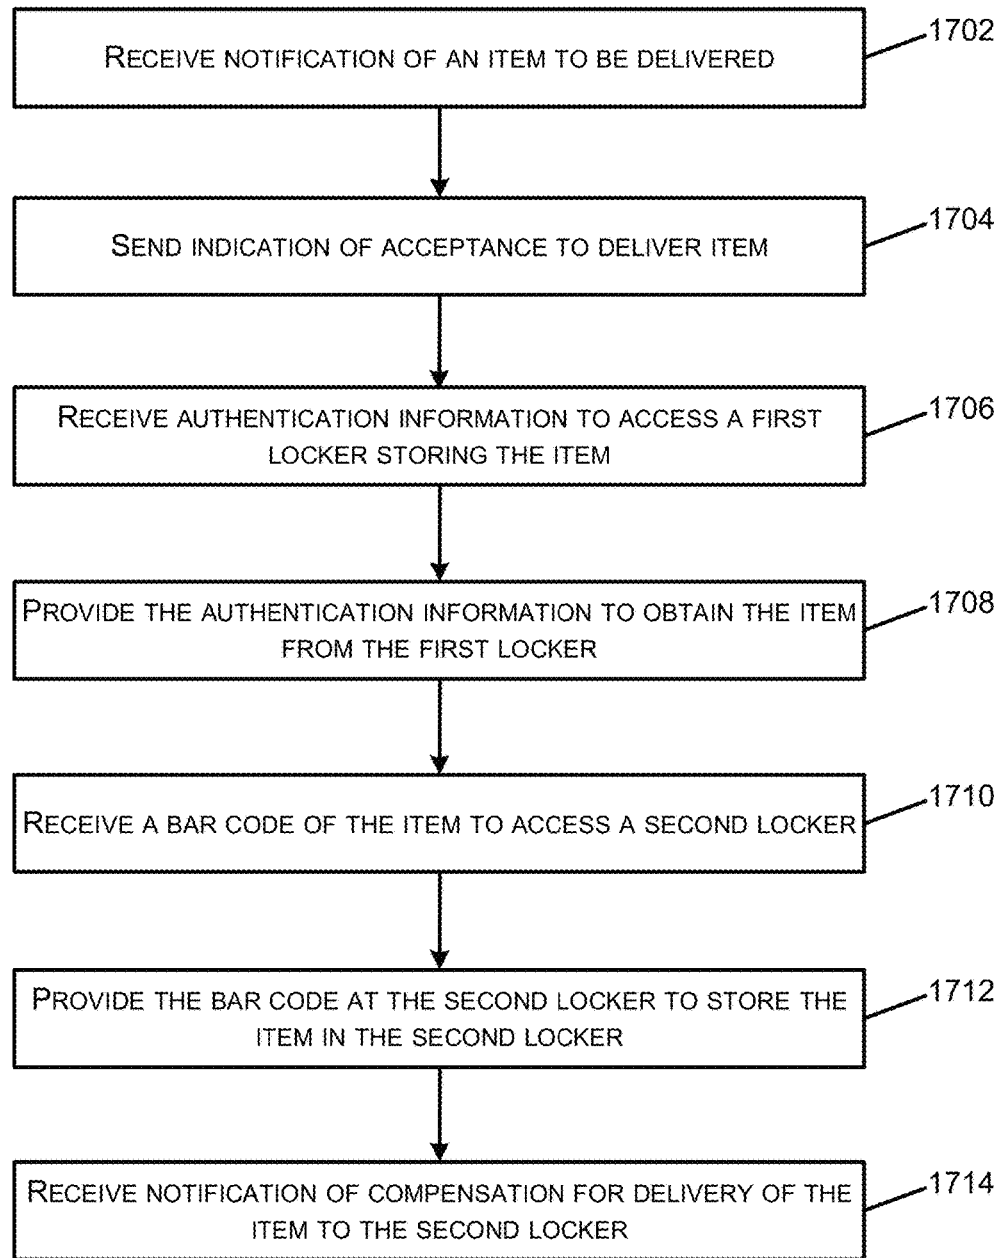 RECEIVE NOTIFICATION OF AN ITEM TO BE DELIVERED
1702
SEND INDICATION OF ACCEPTANCE TO DELIVER ITEM
1704
RECEIVE AUTHENTICATION INFORMATION TO ACCESS A FIRST
LOCKER STORING THE ITEM
1706
PROVIDE THE AUTHENTICATION INFORMATION TO OBTAIN THE ITEM
FROM THE FIRST LOCKER
1708
RECEIVE A BAR CODE OF THE ITEM TO ACCESS A SECOND LOCKER
1710
PROVIDE THE BAR CODE AT THE SECOND LOCKER TO STORE THE
ITEM IN THE SECOND LOCKER
1712
RECEIVE NOTIFICATION OF COMPENSATION FOR DELIVERY OF THE
ITEM TO THE SECOND LOCKER
1714